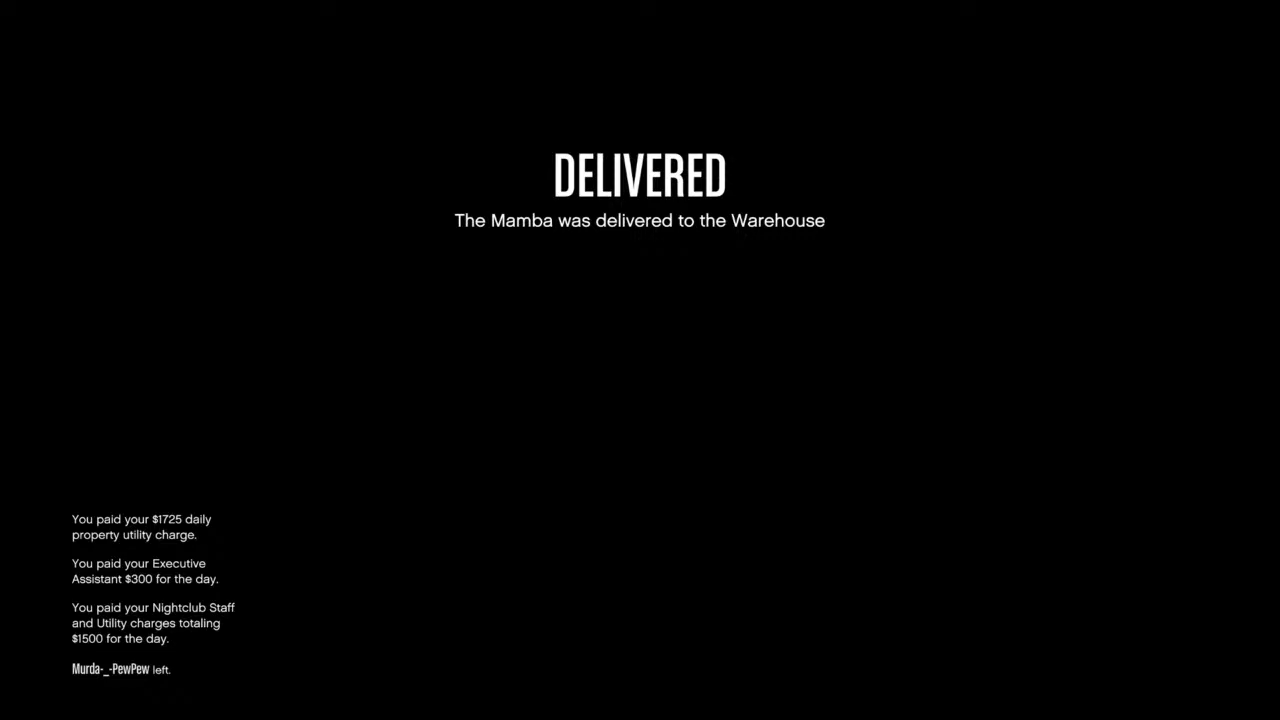 DELIVERED
The Mamba was delivered to the Warehouse
You paid your $1725 daily
property utility charge.
You paid your Executive
Assistant $300 for the day.
You paid your Nightclub Staff
and Utility charges totaling
$1500 for the day.
Murda-_-PewPew left.